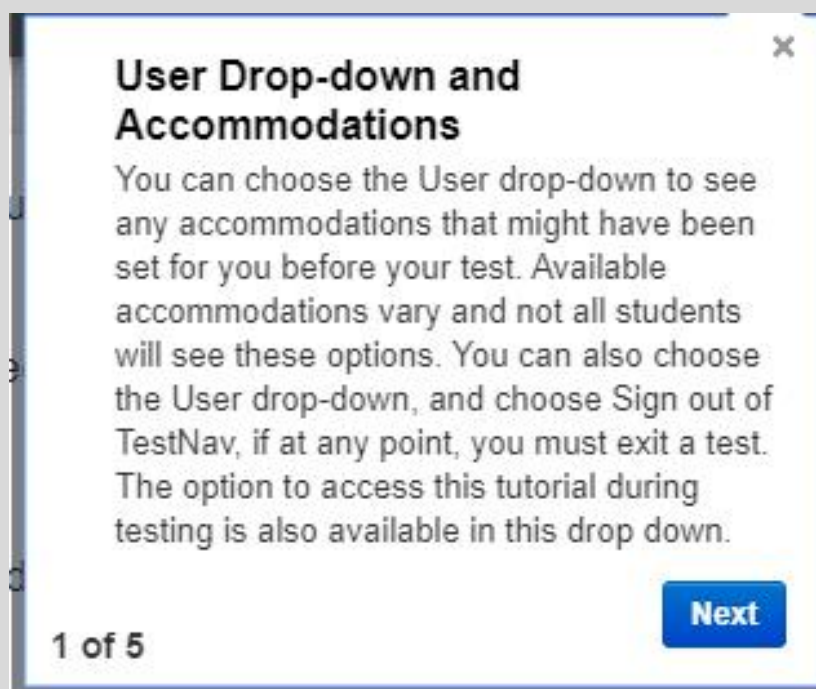 ×
User Drop-down and
Accommodations
You can choose the User drop-down to see
any accommodations that might have been
set for you before your test. Available
accommodations vary and not all students
will see these options. You can also choose
the User drop-down, and choose Sign out of
TestNav, if at any point, you must exit a test.
The option to access this tutorial during
testing is also available in this drop down.
Next
1 of 5